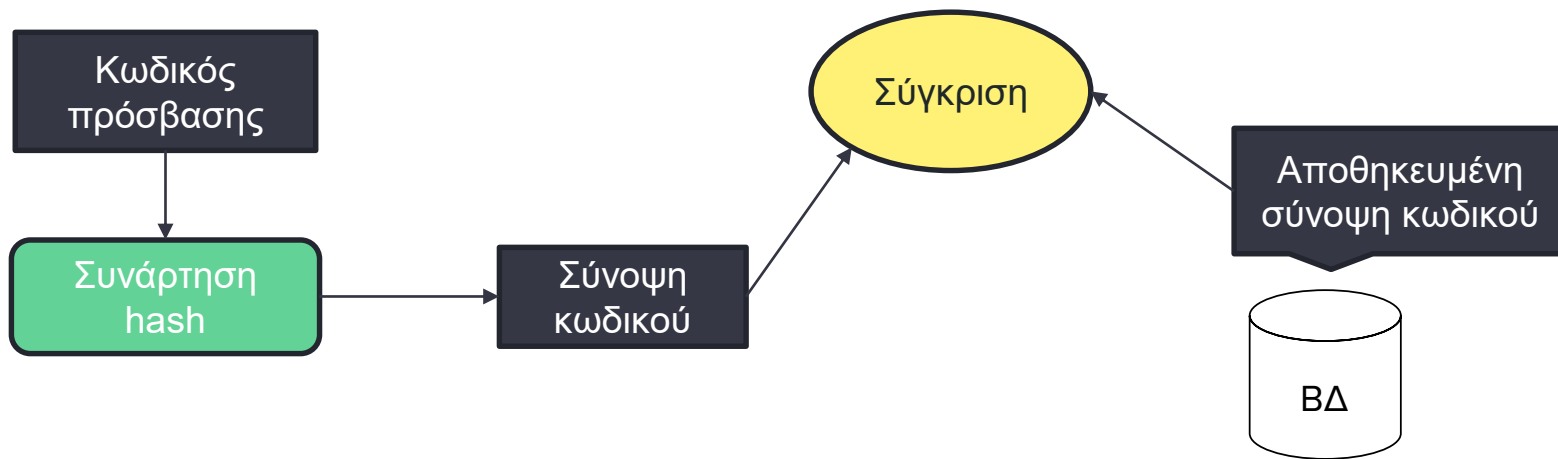 Κωδικός
πρόσβασης
Συνάρτηση
hash
Σύνοψη
κωδικού
Σύγκριση
Αποθηκευμένη
σύνοψη κωδικού
ΒΔ